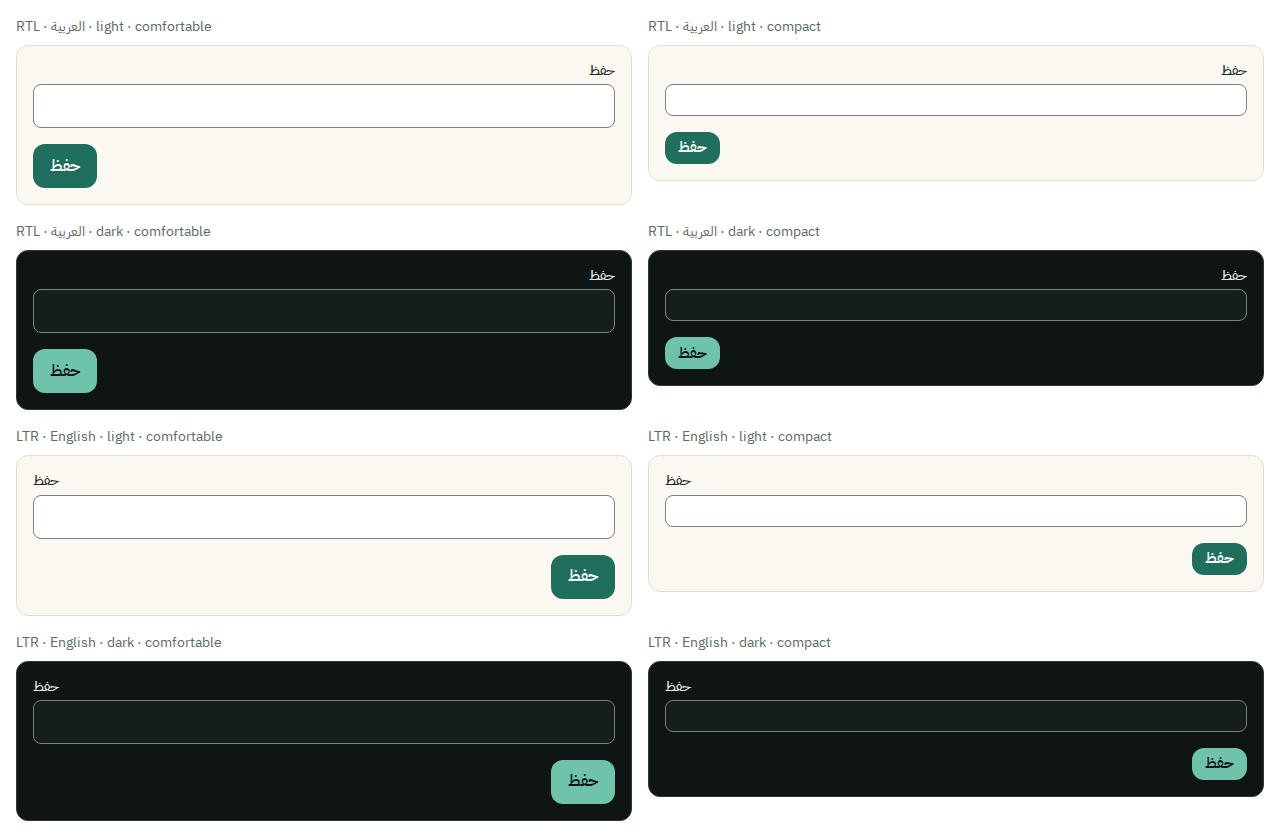 RTL · العربية · light · comfortable
حفظ
حفظ
RTL · العربية · light · compact
حفظ
حفظ
RTL · العربية · dark · comfortable
حفظ
حفظ
RTL · العربية · dark · compact
حفظ
حفظ
LTR · English · light · comfortable
حفظ
حفظ
LTR · English · light · compact
حفظ
حفظ
LTR · English · dark · comfortable
حفظ
حفظ
LTR · English · dark · compact
حفظ
حفظ